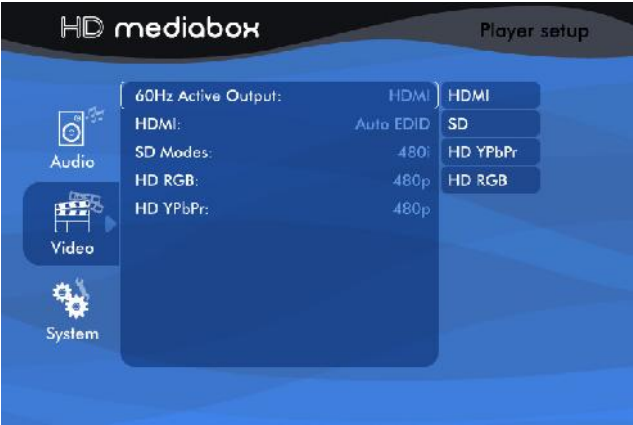 HD mediabox
Player setup
Audio
Video
System
60Hz Active Output: HDMI
HDMI: Auto EDID
SD Modes: 480i
HD RGB: 480p
HD YPbPr: 480p
HDMI
SD
HD YPbPr
HD RGB